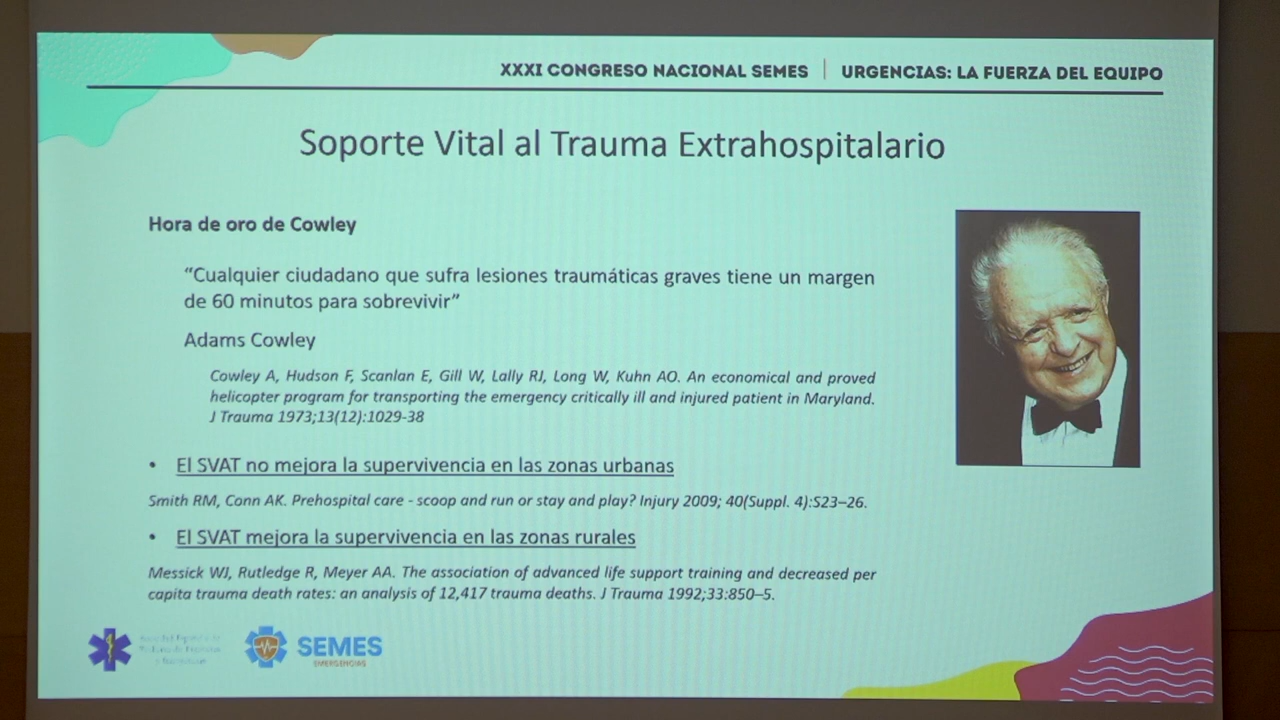 XXXI CONGRESO NACIONAL SEMES | URGENCIAS: LA FUERZA DEL EQUIPO
Soporte Vital al Trauma Extrahospitalario
Hora de oro de Cowley
“Cualquier ciudadano que sufra lesiones traumáticas graves tiene un margen
de 60 minutos para sobrevivir”
Adams Cowley
Cowley A, Hudson F, Scanlan E, Gill W, Lally RJ, Long W, Kuhn AO. An economical and proved
helicopter program for transporting the emergency critically ill and injured patient in Maryland.
J Trauma 1973;13(12):1029-38
• El SVAT no mejora la supervivencia en las zonas urbanas
Smith RM, Conn AK. Prehospital care - scoop and run or stay and play? Injury 2009; 40(Suppl. 4):S23–26.
• El SVAT mejora la supervivencia en las zonas rurales
Messick WJ, Rutledge R, Meyer AA. The association of advanced life support training and decreased per
capita trauma death rates: an analysis of 12,417 trauma deaths. J Trauma 1992;33:850–5.
SEMES
EMERGENCIAS